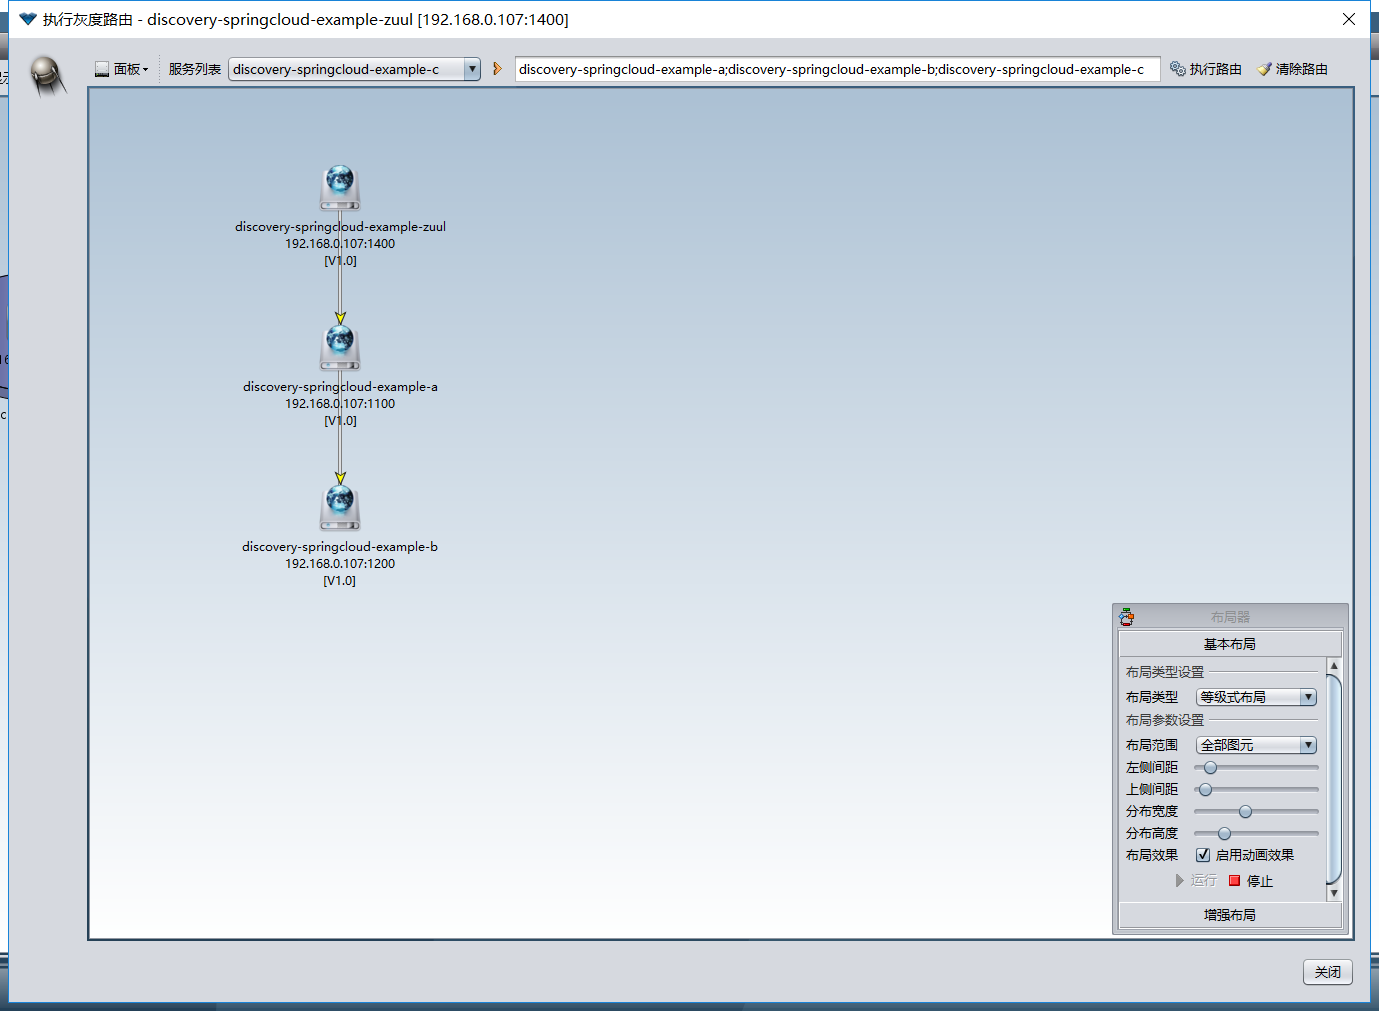 执行灰度路由 - discovery-springcloud-example-zuul [192.168.0.107:1400]
面板 服务列表 discovery-springcloud-example-c discovery-springcloud-example-a;discovery-springcloud-example-b;discovery-springcloud-example-c 执行路由 清除路由
discovery-springcloud-example-zuul
192.168.0.107:1400
[V1.0]
discovery-springcloud-example-a
192.168.0.107:1100
[V1.0]
discovery-springcloud-example-b
192.168.0.107:1200
[V1.0]
布局器
基本布局
布局类型设置
布局类型 等级式布局
布局参数设置
布局范围 全部图元
左侧间距
上侧间距
分布宽度
分布高度
布局效果 启用动画效果
运行 停止
增强布局
关闭